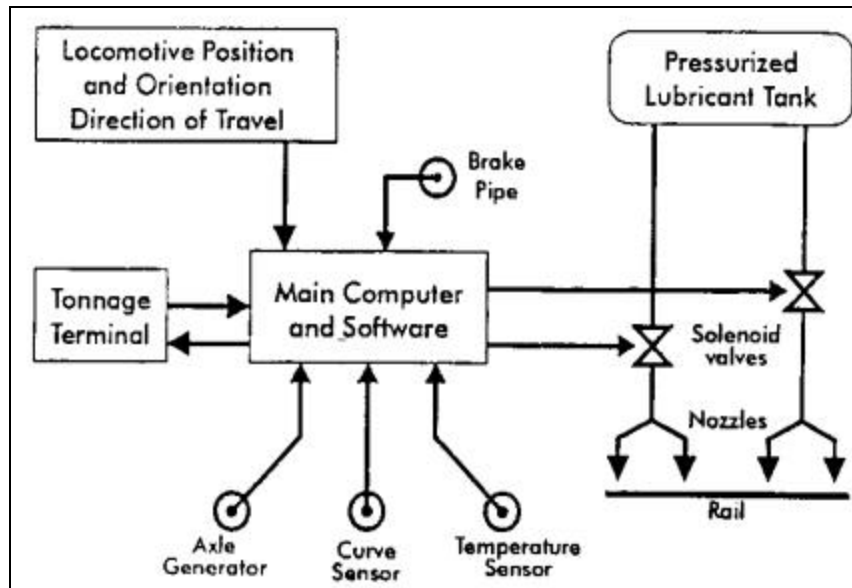 Locomotive Position
and Orientation
Direction of Travel
Pressurized
Lubricant Tank
Brake
Pipe
Tonnage
Terminal
Main Computer
and Software
Solenoid
valves
Nozzles
Rail
Axle
Generator
Curve
Sensor
Temperature
Sensor